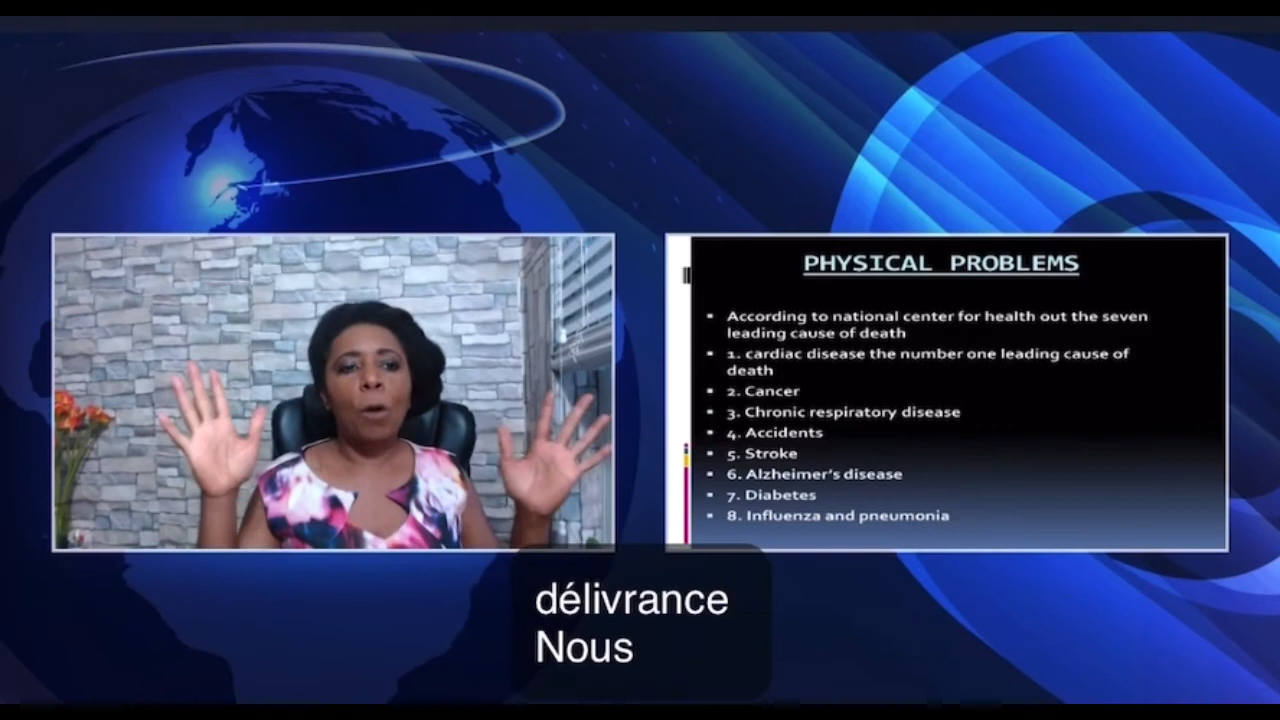 PHYSICAL PROBLEMS
According to national center for health out the seven
leading cause of death
1. cardiac disease the number one leading cause of
death
2. Cancer
3. Chronic respiratory disease
4. Accidents
5. Stroke
6. Alzheimer's disease
7. Diabetes
8. Influenza and pneumonia
délivrance
Nous